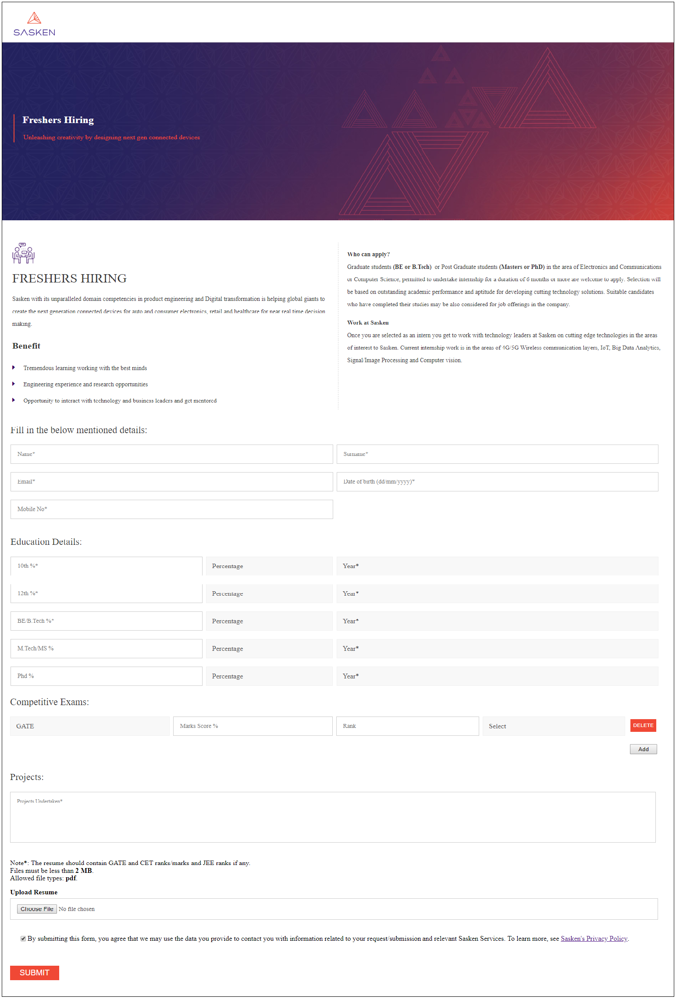 SASKEN
Freshers Hiring
Unleashing creativity by designing next gen connected devices
FRESHERS HIRING
Sasken with its unparalleled domain competencies in product engineering and Digital transformation is helping global giants to
create the next generation connected devices for auto and consumer electronics, retail and healthcare for near real time decision
making.
Benefit
Tremendous learning working with the best minds
Engineering experience and research opportunities
Opportunity to interact with technology and business leaders and get mentored
Who can apply?
Graduate students (BE or B.Tech) or Post Graduate students (Masters or PhD) in the area of Electronics and Communications
or Computer Science, permitted to undertake internship for a duration of 6 months or more are welcome to apply. Selection will
be based on outstanding academic performance and aptitude for developing cutting technology solutions. Suitable candidates
who have completed their studies may be also considered for job offerings in the company.
Work at Sasken
Once you are selected as an intern you get to work with technology leaders at Sasken on cutting edge technologies in the areas
of interest to Sasken. Current internship work is in the areas of 4G/5G Wireless communication layers, IoT, Big Data Analytics,
Signal/Image Processing and Computer vision.
Fill in the below mentioned details:
Name* Surname*
Email* Date of birth (dd/mm/yyyy)*
Mobile No*
Education Details:
10th %* Percentage Year*
12th %* Percentage Year*
BE/B.Tech %* Percentage Year*
M.Tech/MS % Percentage Year*
Phd % Percentage Year*
Competitive Exams:
GATE Marks Score % Rank Select DELETE
Add
Projects:
Projects Undertaken*
Note*: The resume should contain GATE and CET ranks/marks and JEE ranks if any.
Files must be less than 2 MB.
Allowed file types: pdf.
Upload Resume
Choose File No file chosen
By submitting this form, you agree that we may use the data you provide to contact you with information related to your request/submission and relevant Sasken Services. To learn more, see Sasken's Privacy Policy.
SUBMIT